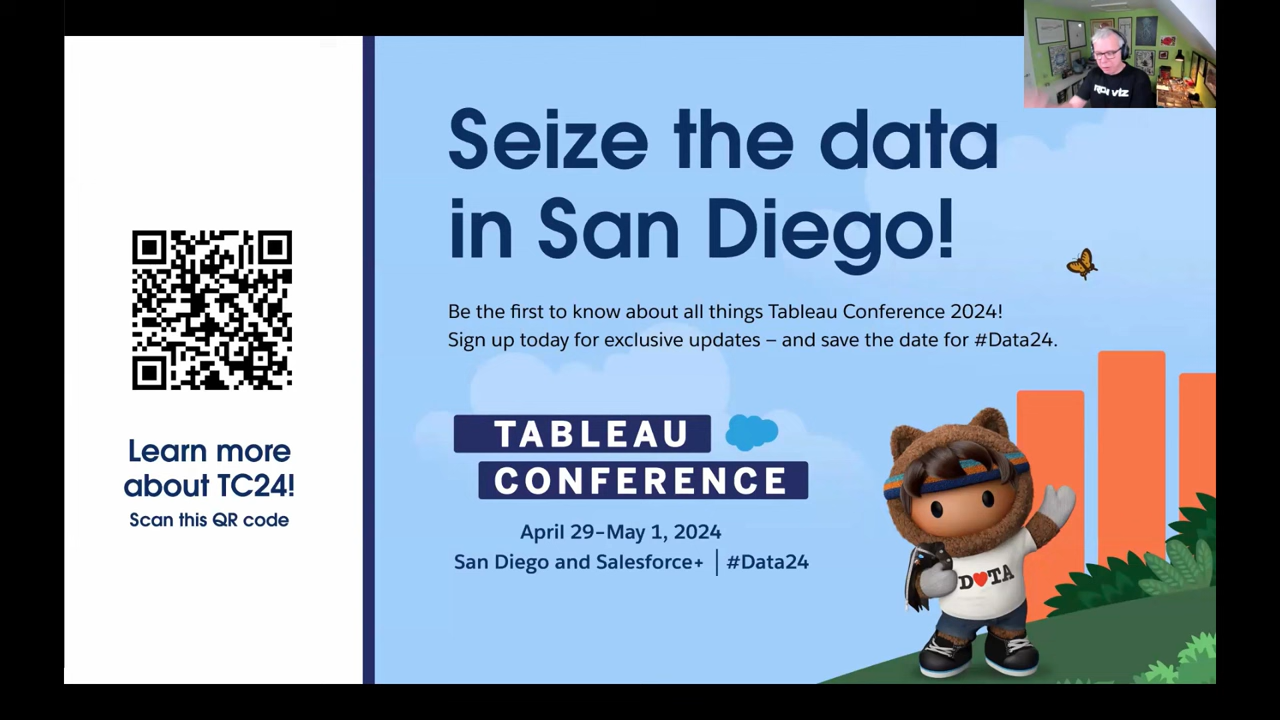 Seize the data
in San Diego!
Be the first to know about all things Tableau Conference 2024!
Sign up today for exclusive updates – and save the date for #Data24.
TABLEAU
CONFERENCE
April 29–May 1, 2024
San Diego and Salesforce+ | #Data24
Learn more
about TC24!
Scan this QR code
D♥TA